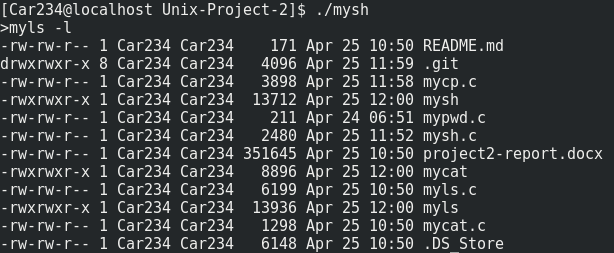 [Car234@localhost Unix-Project-2]$ ./mysh
>myls -l
-rw-rw-r-- 1 Car234 Car234    171 Apr 25 10:50 README.md
drwxrwxr-x 8 Car234 Car234   4096 Apr 25 11:59 .git
-rw-rw-r-- 1 Car234 Car234   3898 Apr 25 11:58 mycp.c
-rwxrwxr-x 1 Car234 Car234  13712 Apr 25 12:00 mysh
-rw-rw-r-- 1 Car234 Car234    211 Apr 24 06:51 mypwd.c
-rw-rw-r-- 1 Car234 Car234   2480 Apr 25 11:52 mysh.c
-rw-rw-r-- 1 Car234 Car234 351645 Apr 25 10:50 project2-report.docx
-rwxrwxr-x 1 Car234 Car234   8896 Apr 25 12:00 mycat
-rw-rw-r-- 1 Car234 Car234   6199 Apr 25 10:50 myls.c
-rwxrwxr-x 1 Car234 Car234  13936 Apr 25 12:00 myls
-rw-rw-r-- 1 Car234 Car234   1298 Apr 25 10:50 mycat.c
-rw-rw-r-- 1 Car234 Car234   6148 Apr 25 10:50 .DS_Store